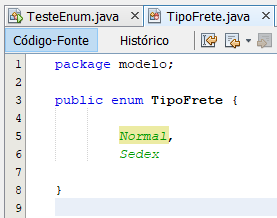 TesteEnum.java TipoFrete.java
Código-Fonte Histórico
1 package modelo;
2
3 public enum TipoFrete {
4
5 Normal,
6 Sedex
7
8 }
9